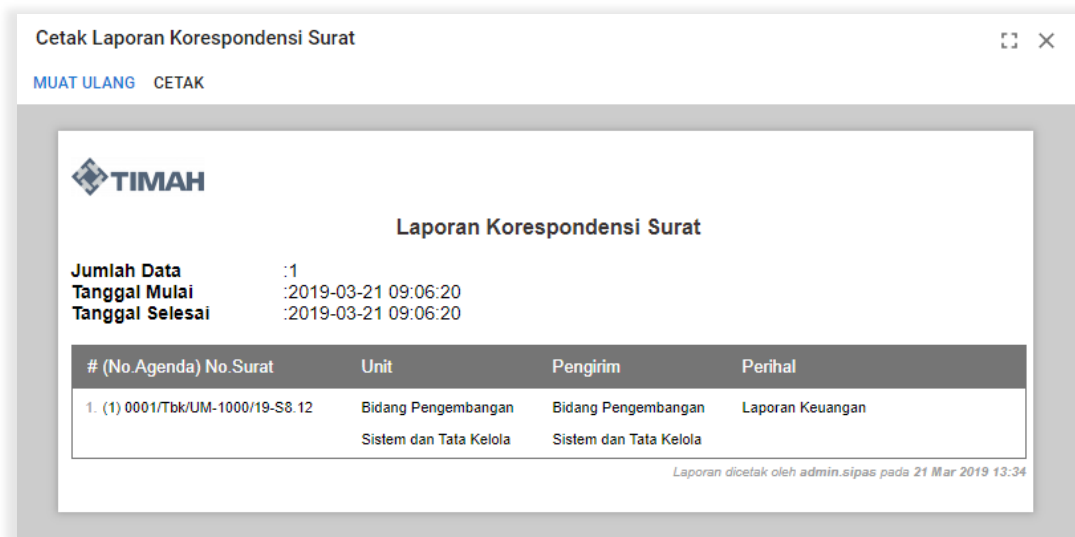 Cetak Laporan Korespondensi Surat
MUAT ULANG CETAK
TIMAH
Laporan Korespondensi Surat
Jumlah Data :1
Tanggal Mulai :2019-03-21 09:06:20
Tanggal Selesai :2019-03-21 09:06:20
# (No.Agenda) No.Surat Unit Pengirim Perihal
1. (1) 0001/Tbk/UM-1000/19-S8.12 Bidang Pengembangan Bidang Pengembangan Laporan Keuangan
Sistem dan Tata Kelola Sistem dan Tata Kelola
Laporan dicetak oleh admin.sipas pada 21 Mar 2019 13:34